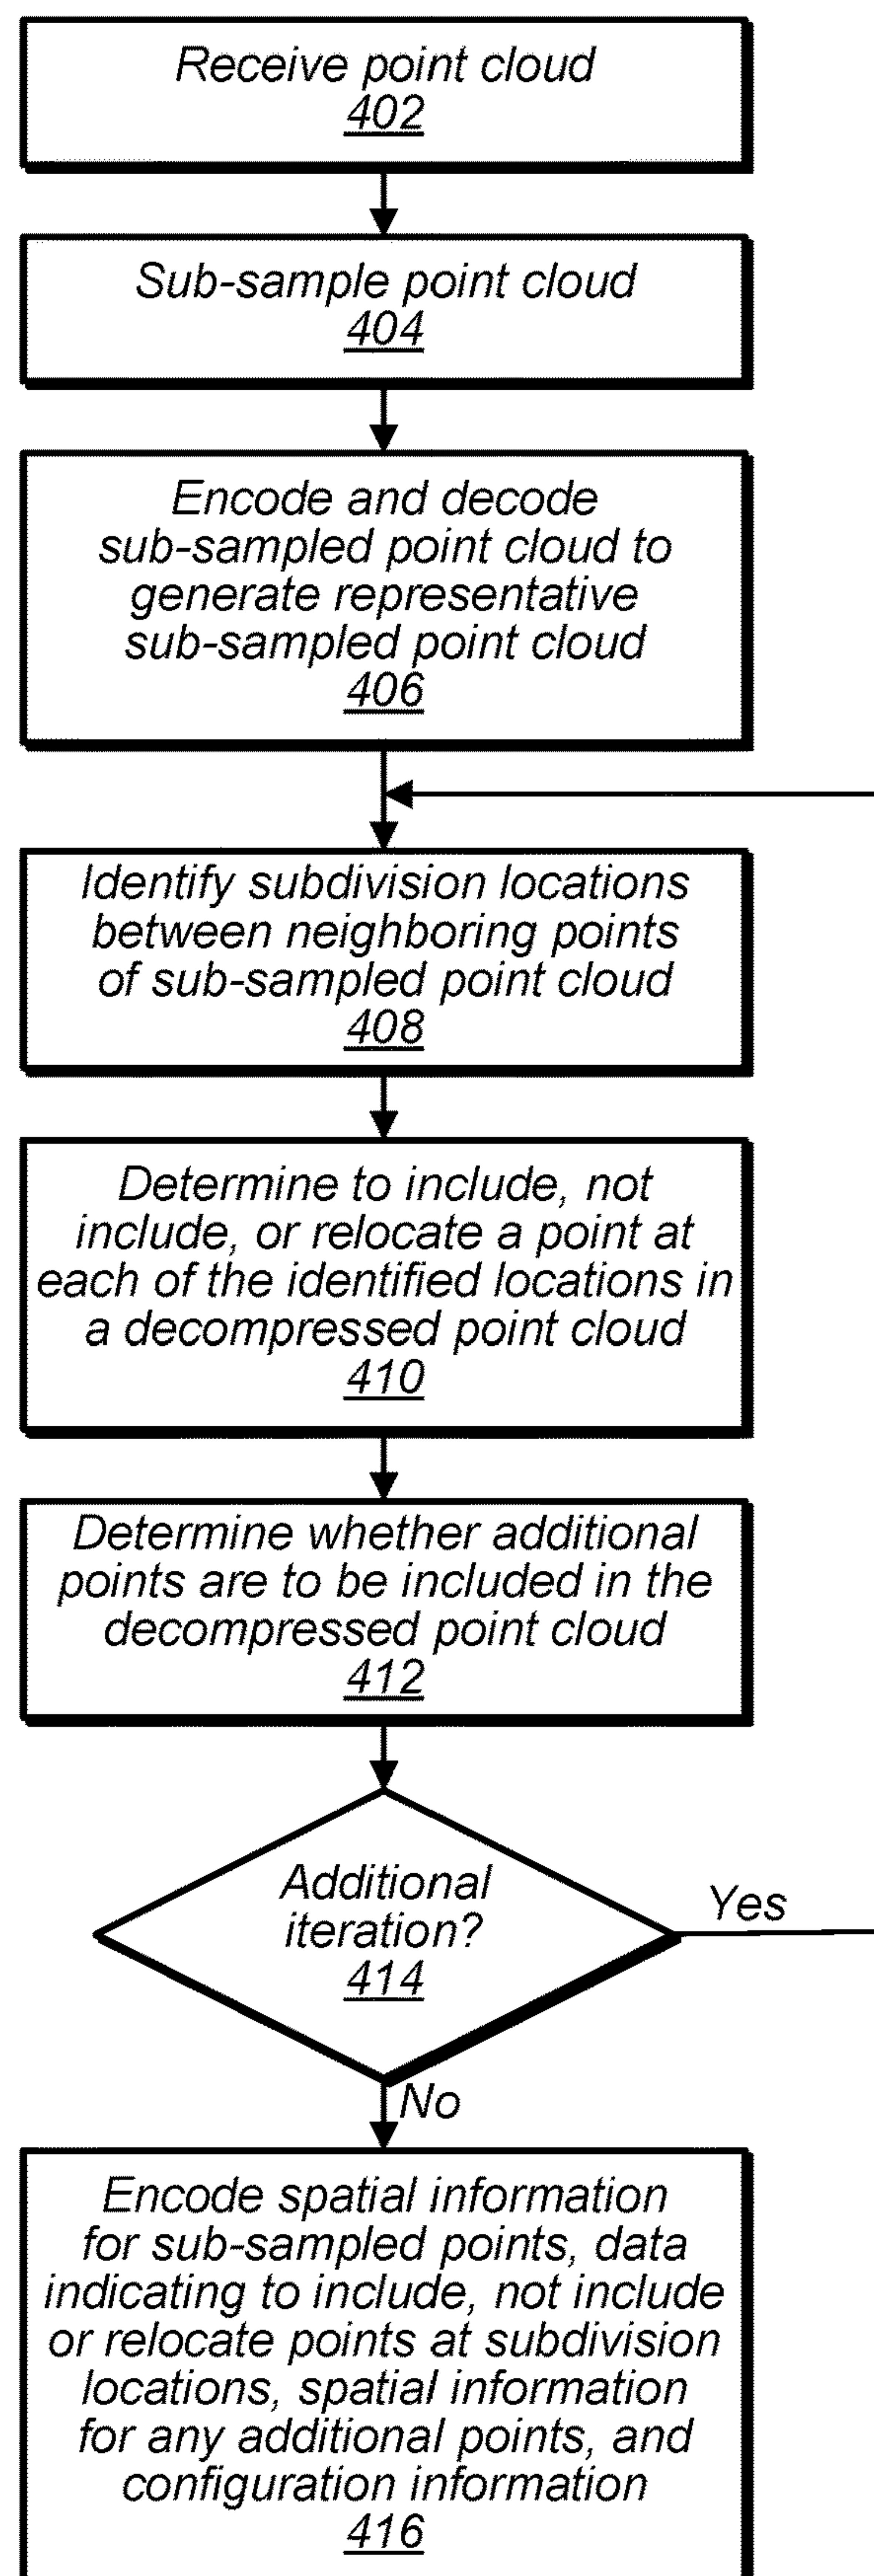 Receive point cloud
402
Sub-sample point cloud
404
Encode and decode
sub-sampled point cloud to
generate representative
sub-sampled point cloud
406
Identify subdivision locations
between neighboring points
of sub-sampled point cloud
408
Determine to include, not
include, or relocate a point at
each of the identified locations in
a decompressed point cloud
410
Determine whether additional
points are to be included in the
decompressed point cloud
412
Additional
iteration?
414
Yes
No
Encode spatial information
for sub-sampled points, data
indicating to include, not include
or relocate points at subdivision
locations, spatial information
for any additional points, and
configuration information
416